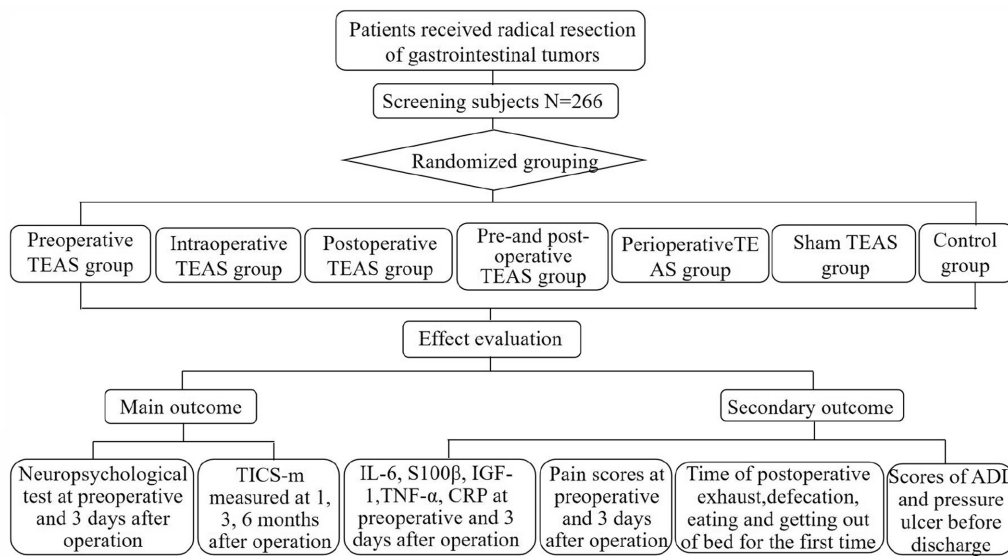 Patients received radical resection
of gastrointestinal tumors
Screening subjects N=266
Randomized grouping
Preoperative
TEAS group
Intraoperative
TEAS group
Postoperative
TEAS group
Pre-and post-
operative
TEAS group
PerioperativeTE
AS group
Sham TEAS
group
Control
group
Effect evaluation
Main outcome
Secondary outcome
Neuropsychological
test at preoperative
and 3 days after
operation
TICS-m
measured at 1,
3, 6 months
after operation
IL-6, S100β, IGF-
1,TNF-α, CRP at
preoperative and 3
days after operation
Pain scores at
preoperative
and 3 days
after operation
Time of postoperative
exhaust,defecation,
eating and getting out
of bed for the first time
Scores of ADL
and pressure
ulcer before
discharge